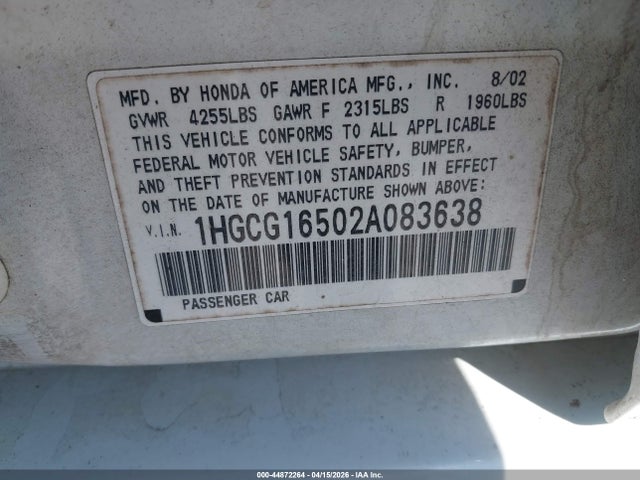 MFD. BY HONDA OF AMERICA MFG., INC. 8/02
GVWR 4255LBS GAWR F 2315LBS R 1960LBS
THIS VEHICLE CONFORMS TO ALL APPLICABLE
FEDERAL MOTOR VEHICLE SAFETY, BUMPER,
AND THEFT PREVENTION STANDARDS IN EFFECT
ON THE DATE OF MANUFACTURE SHOWN ABOVE:
V.I.N. 1HGCG16502A083638
PASSENGER CAR
000-44872264 - 04/15/2026 - IAA Inc.